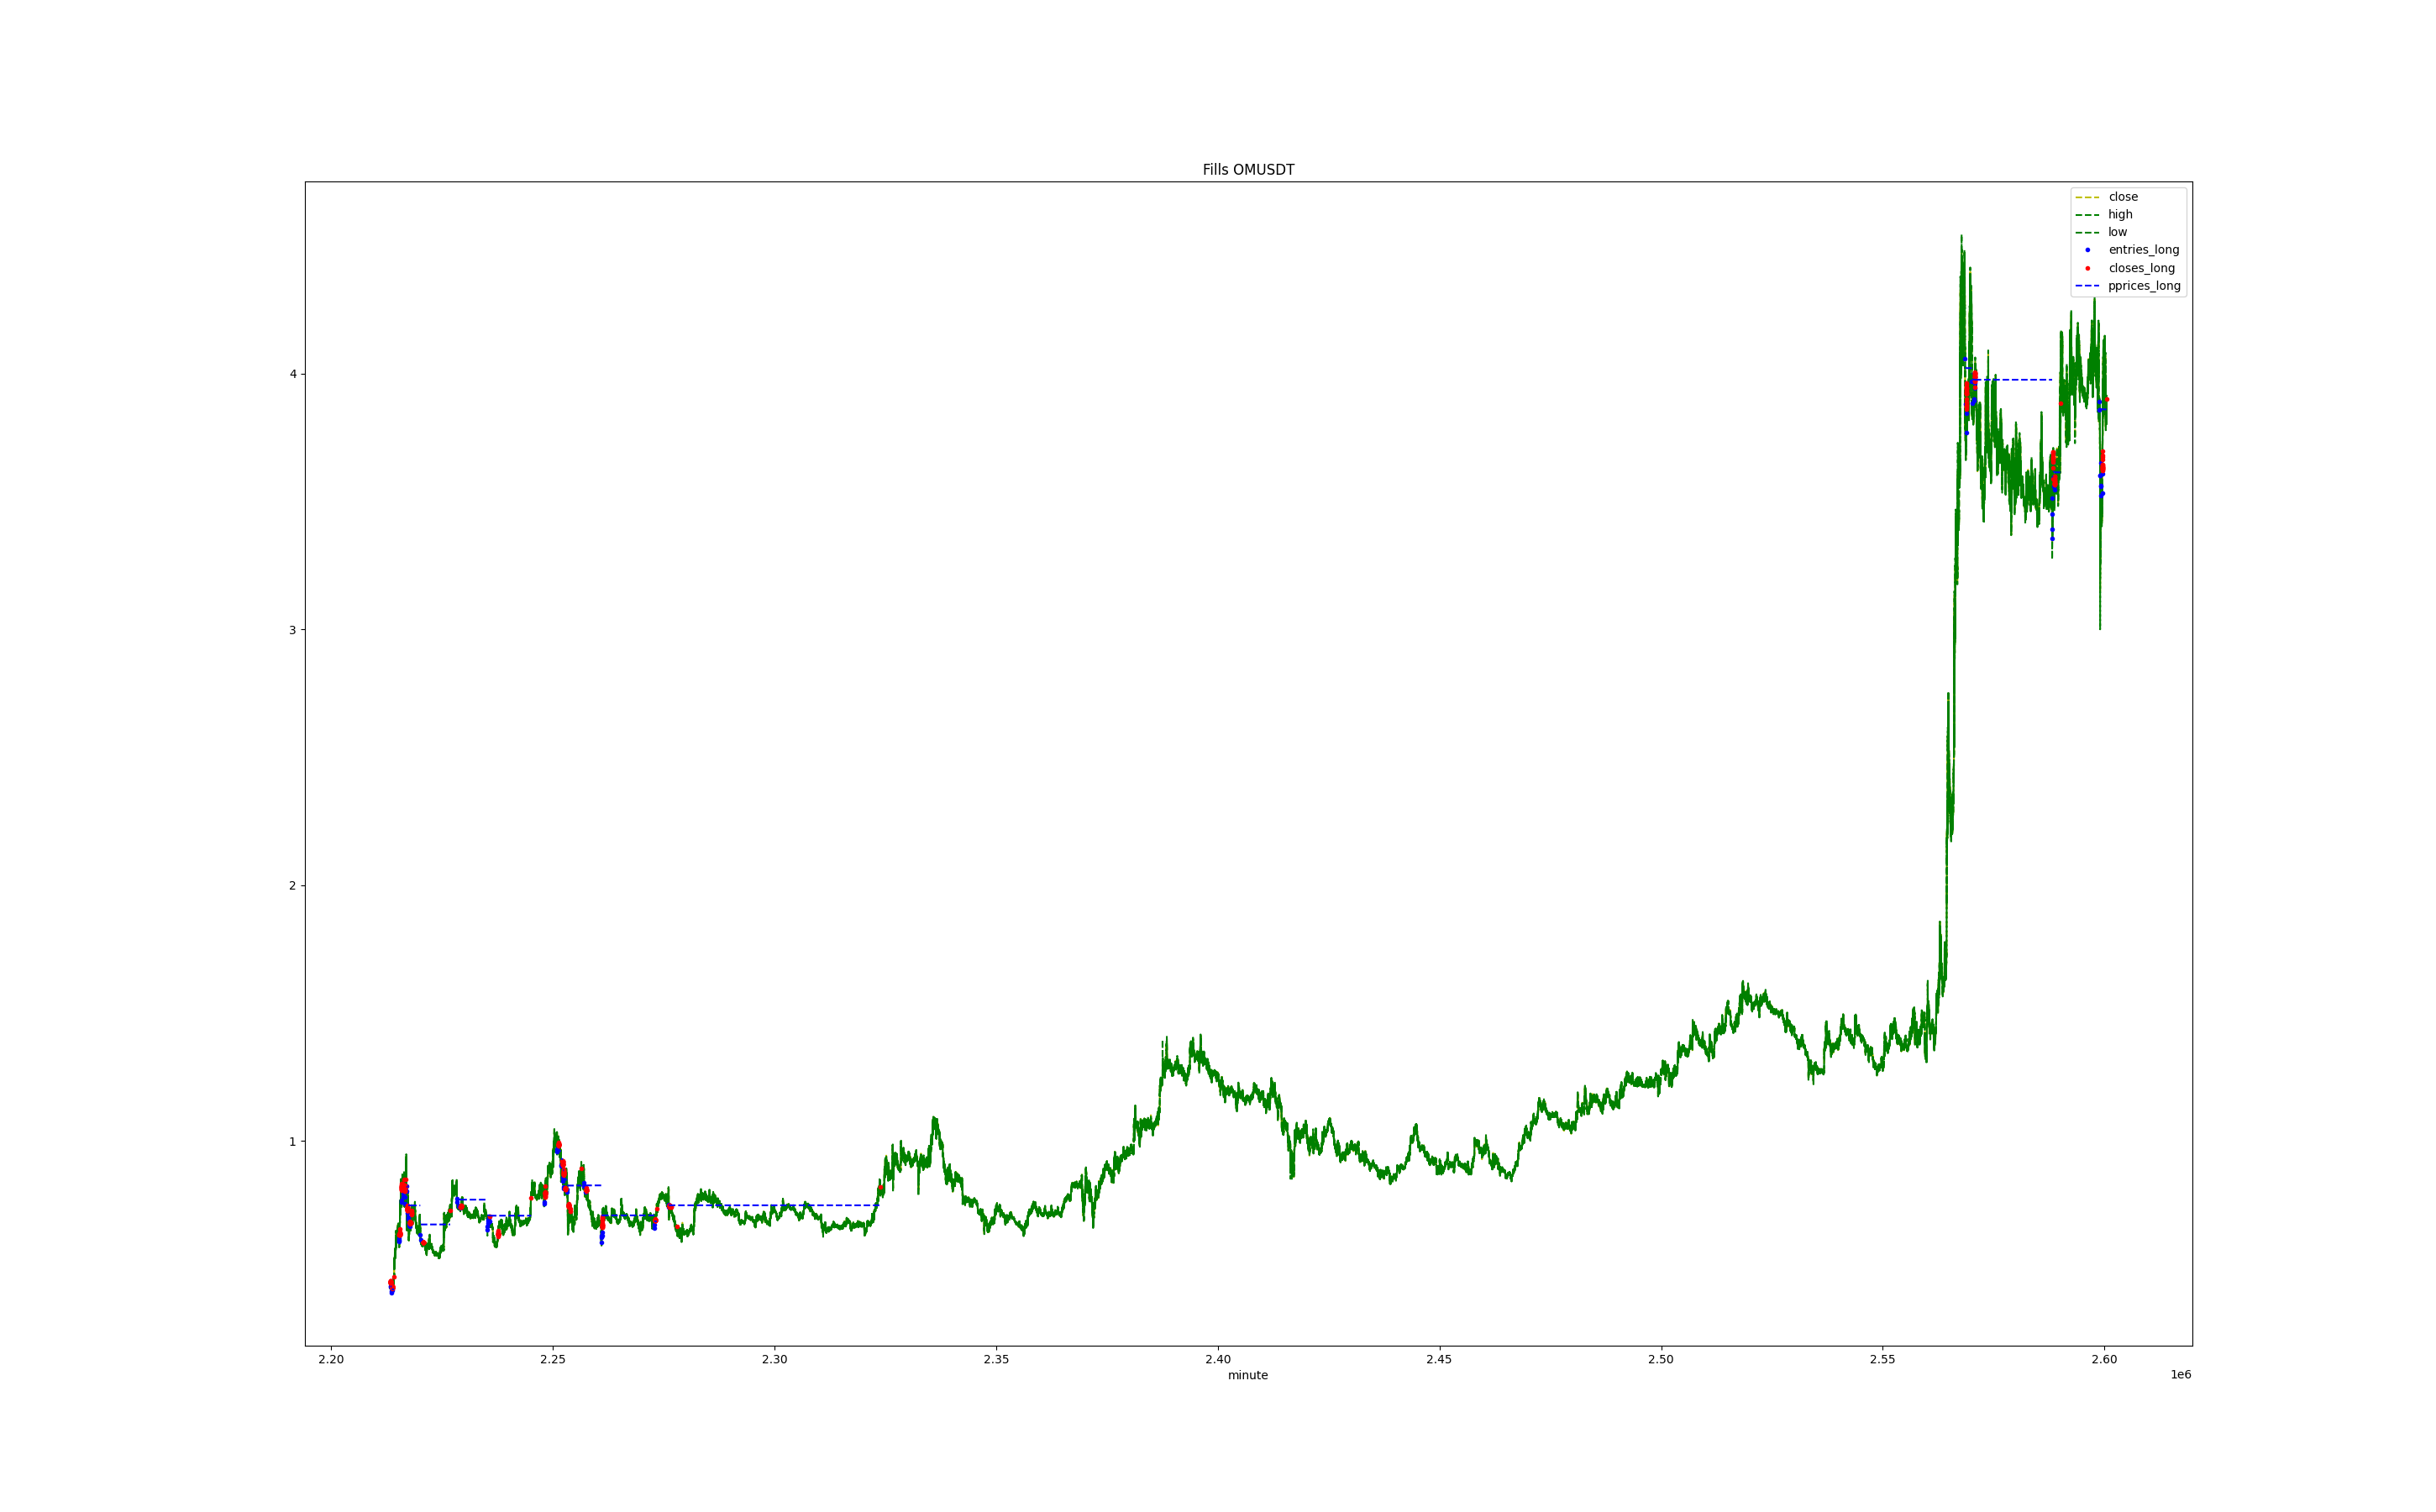 Fills OMUSDT
close
high
low
entries_long
closes_long
pprices_long
4
3
2
1
2.20 2.25 2.30 2.35 2.40 2.45 2.50 2.55 2.60
minute
1e6